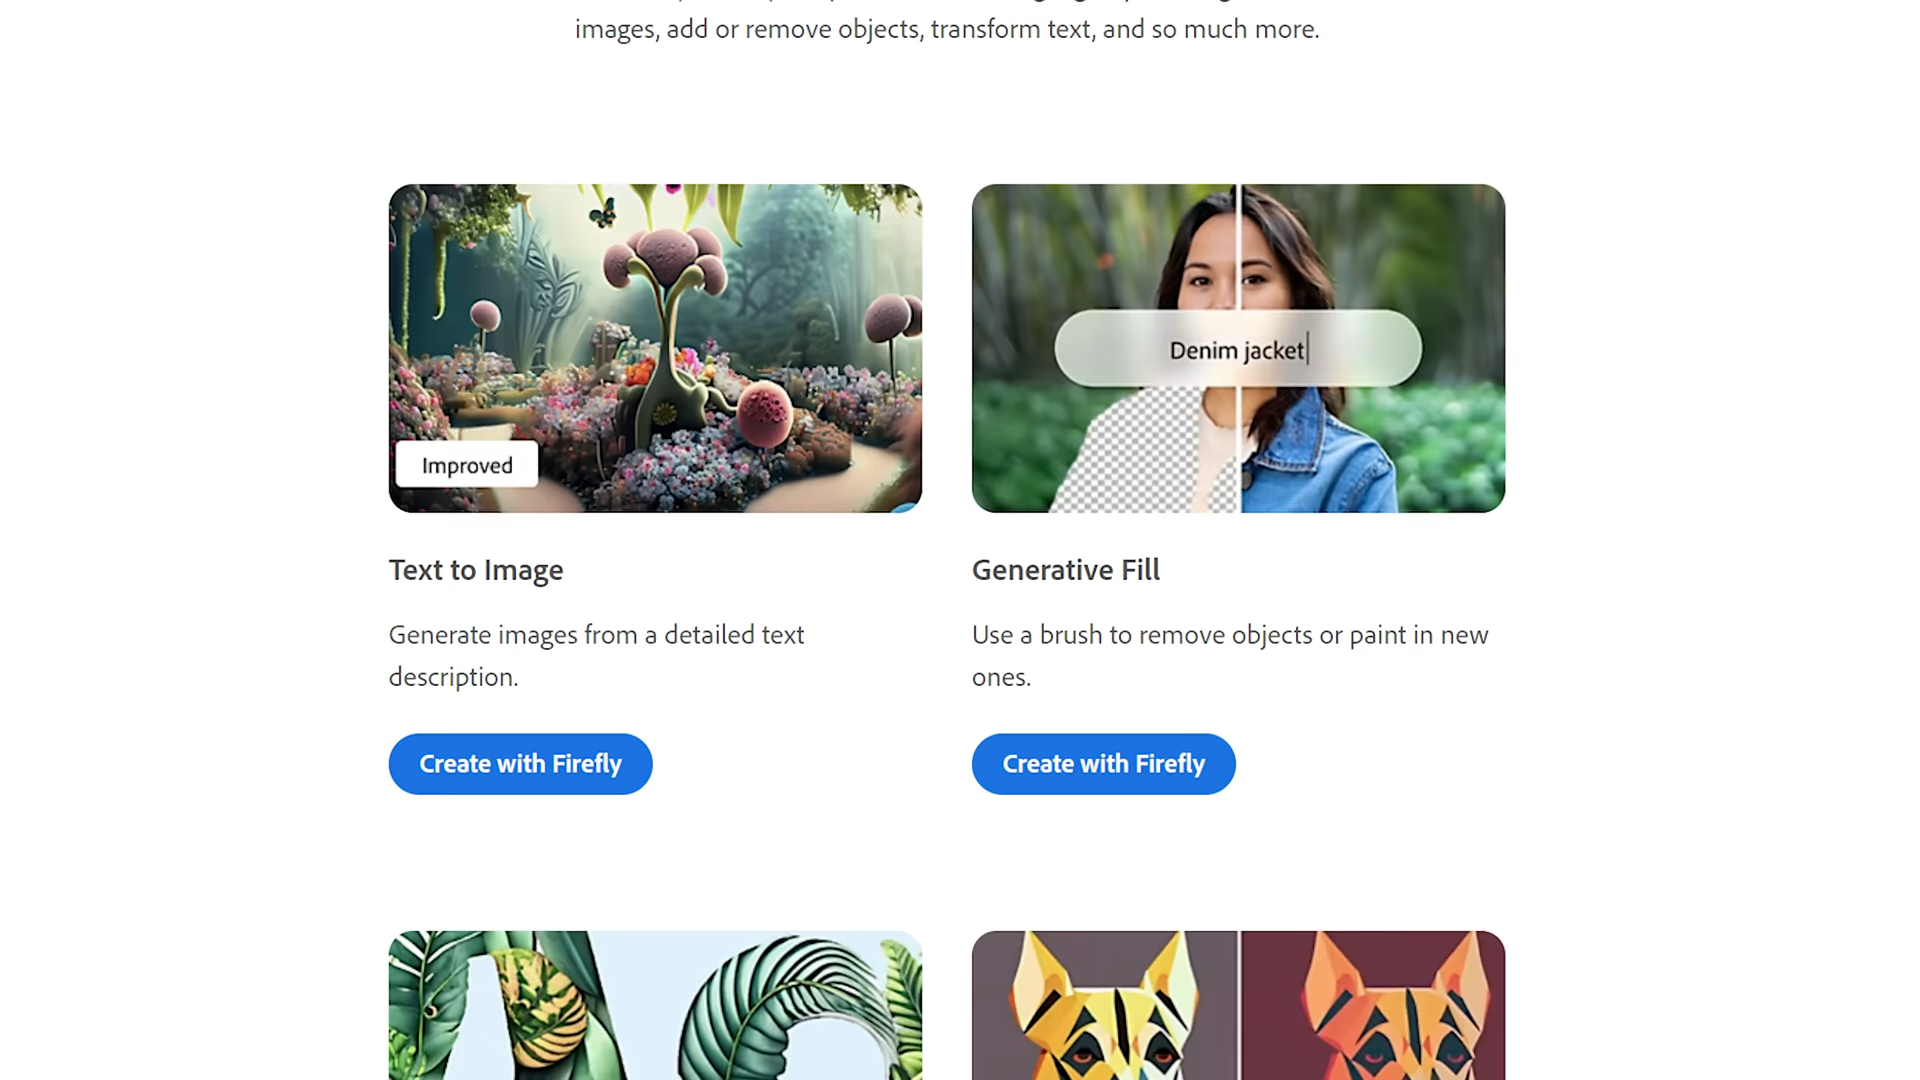 images, add or remove objects, transform text, and so much more.
Improved
Denim jacket
Text to Image
Generate images from a detailed text
description.
Create with Firefly
Generative Fill
Use a brush to remove objects or paint in new
ones.
Create with Firefly